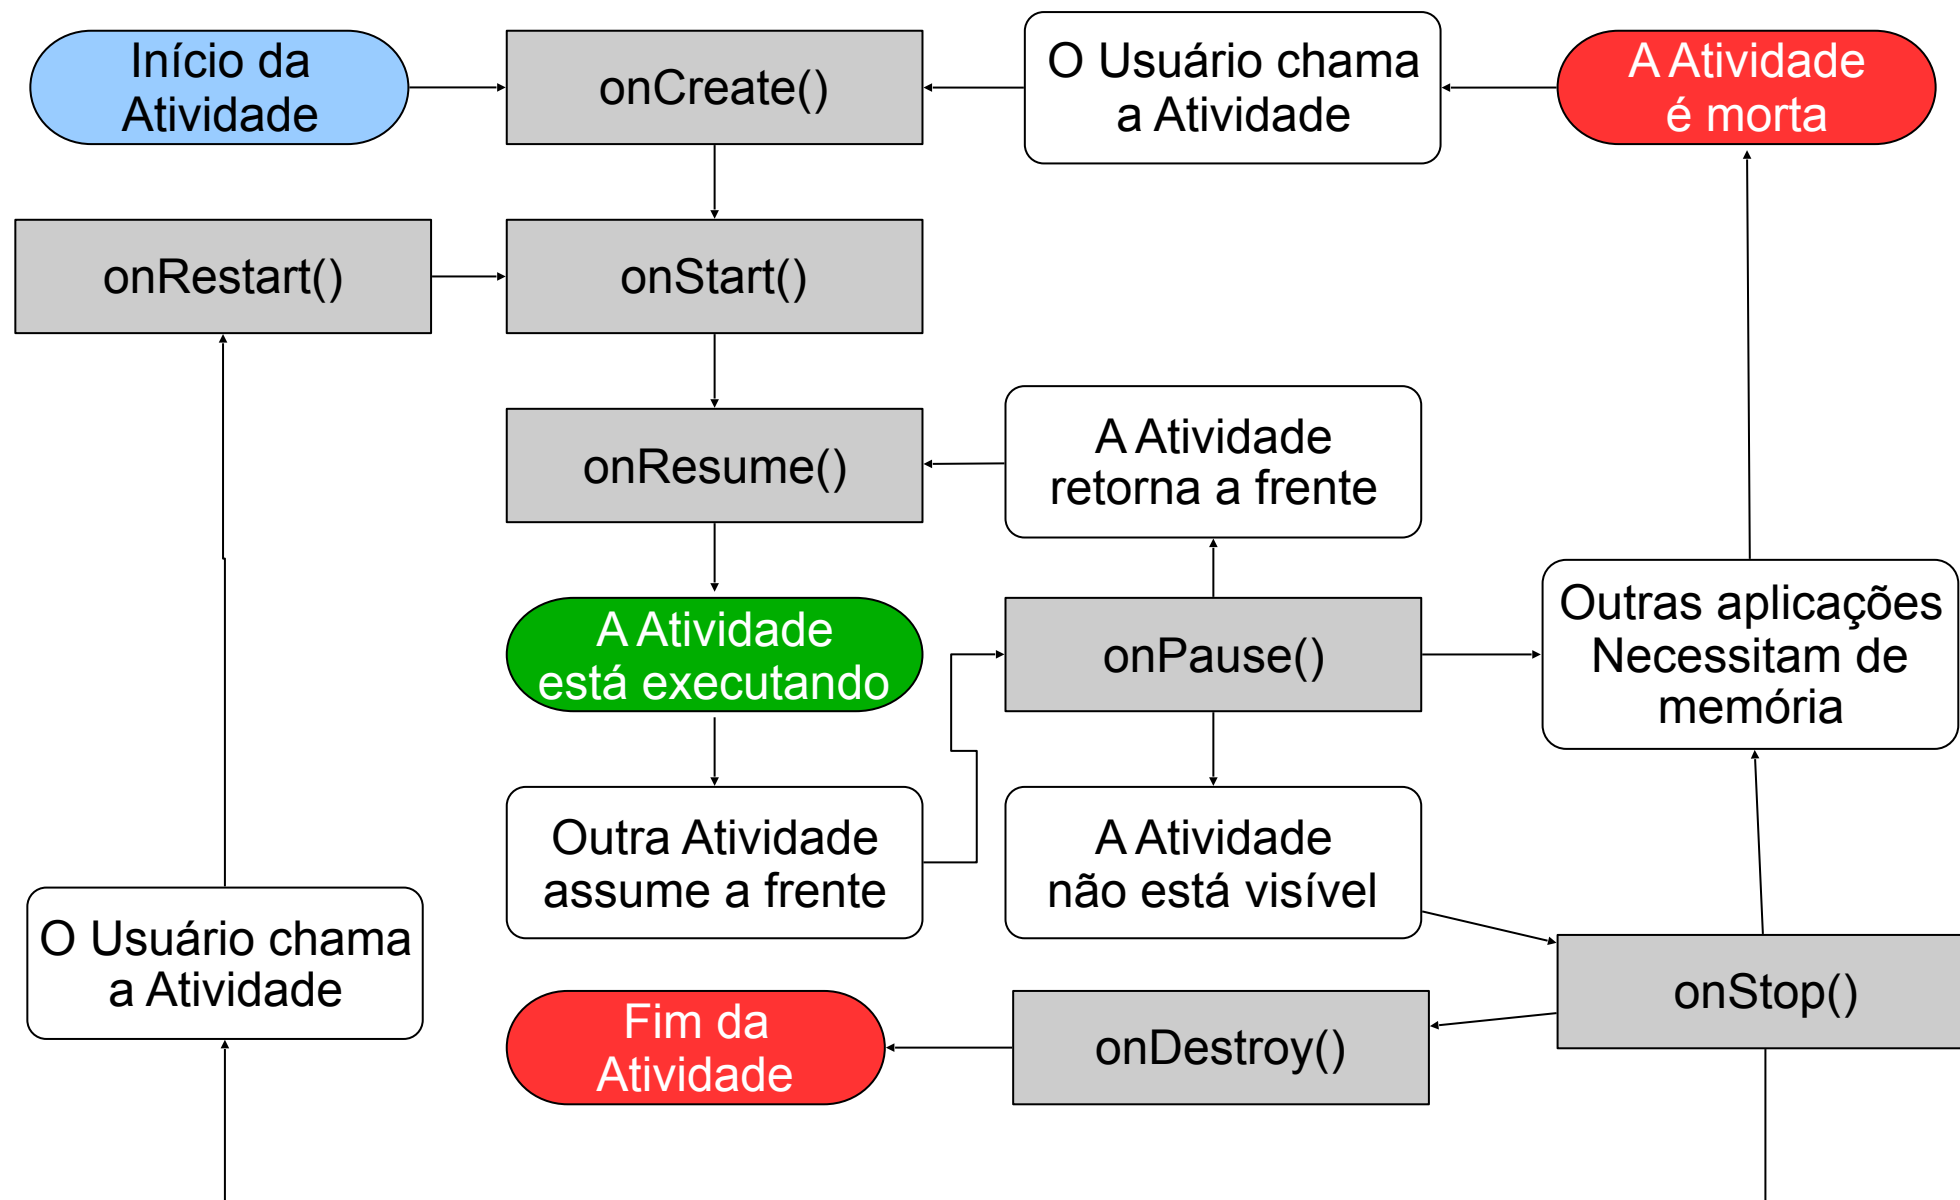 Início da
Atividade
onCreate()
O Usuário chama
a Atividade
A Atividade
é morta
onRestart()
onStart()
onResume()
A Atividade
retorna a frente
A Atividade
está executando
onPause()
Outras aplicações
Necessitam de
memória
Outra Atividade
assume a frente
A Atividade
não está visível
O Usuário chama
a Atividade
Fim da
Atividade
onDestroy()
onStop()